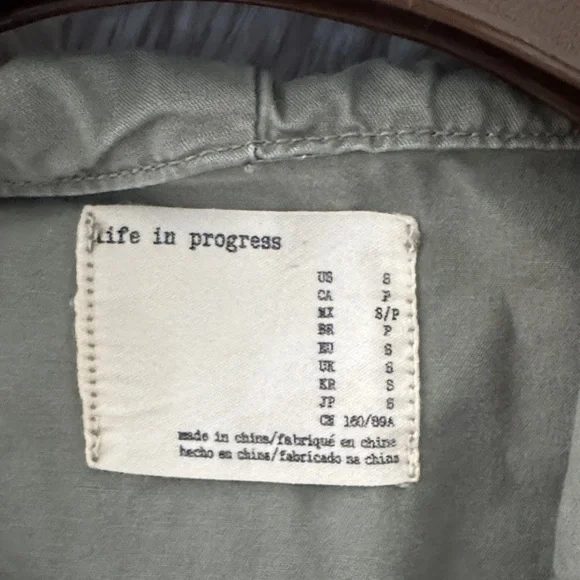 life in progress
US S
CA P
MX S/P
BR P
EU S
UK S
KR S
JP S
CN 160/89A
made in china/fabriqué en chine
hecho en china/fabricado na china